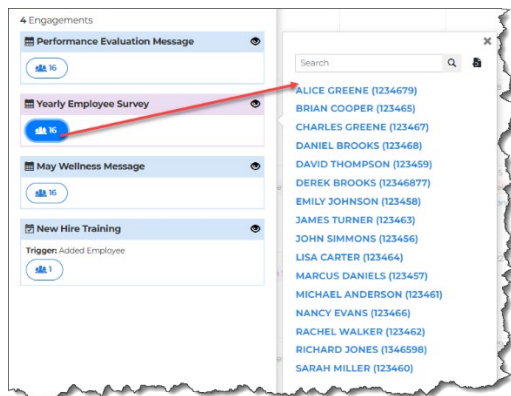 4 Engagements
Performance Evaluation Message
16
Yearly Employee Survey
16
May Wellness Message
16
New Hire Training
Trigger: Added Employee
1
Search
ALICE GREENE (1234679)
BRIAN COOPER (123465)
CHARLES GREENE (123467)
DANIEL BROOKS (123468)
DAVID THOMPSON (123459)
DEREK BROOKS (12346877)
EMILY JOHNSON (123458)
JAMES TURNER (123463)
JOHN SIMMONS (123456)
LISA CARTER (123464)
MARCUS DANIELS (123457)
MICHAEL ANDERSON (123461)
NANCY EVANS (123466)
RACHEL WALKER (123462)
RICHARD JONES (1346598)
SARAH MILLER (123460)